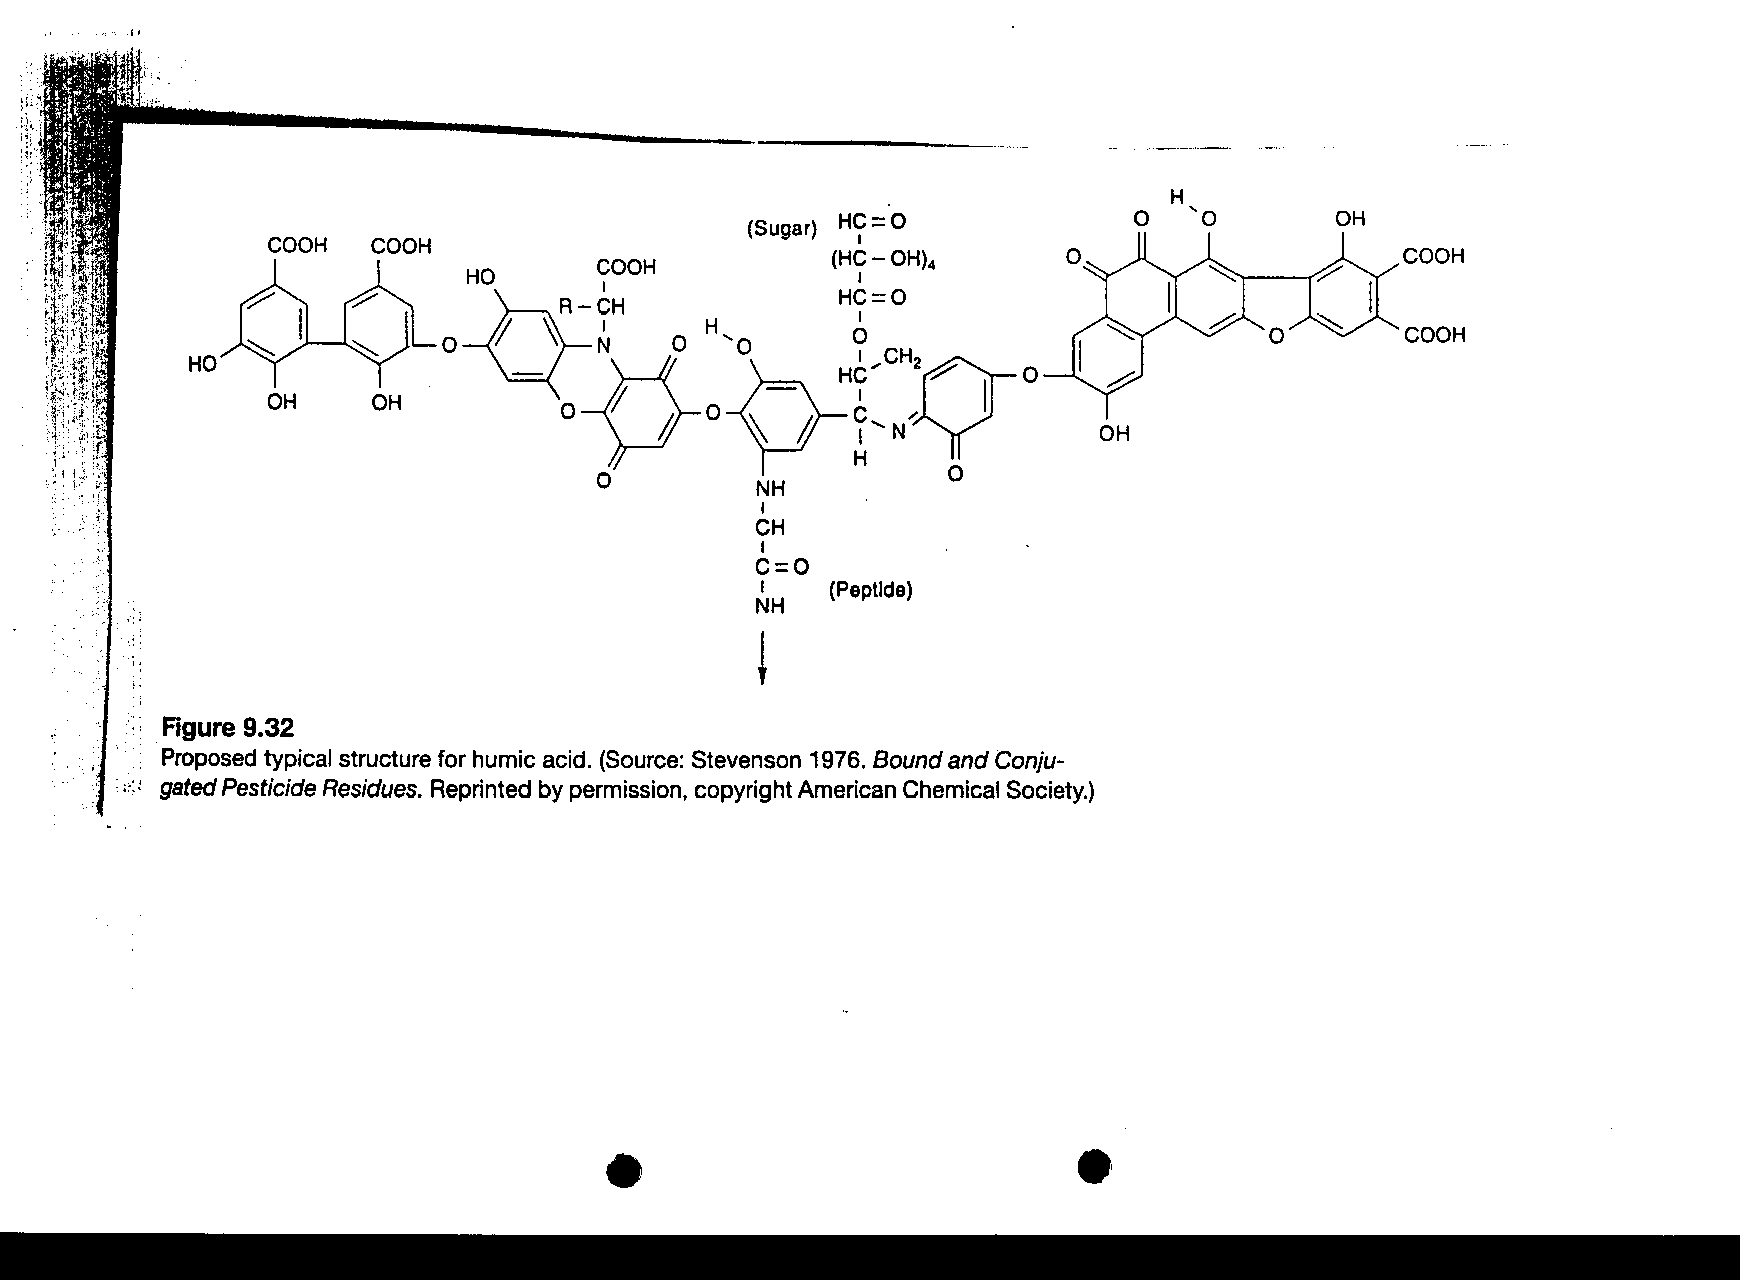 H
O
O
OH
(Sugar)
HC=O
COOH
COOH
O
COOH
(HC–OH)4
HO
COOH
R–CH
HC=O
H
O
O
O
O
COOH
HO
O
N
HC
CH2
O
OH
OH
O
O
C
N
OH
H
O
O
NH
CH
C=O
(Peptide)
NH
Figure 9.32
Proposed typical structure for humic acid. (Source: Stevenson 1976. Bound and Conju-
gated Pesticide Residues. Reprinted by permission, copyright American Chemical Society.)